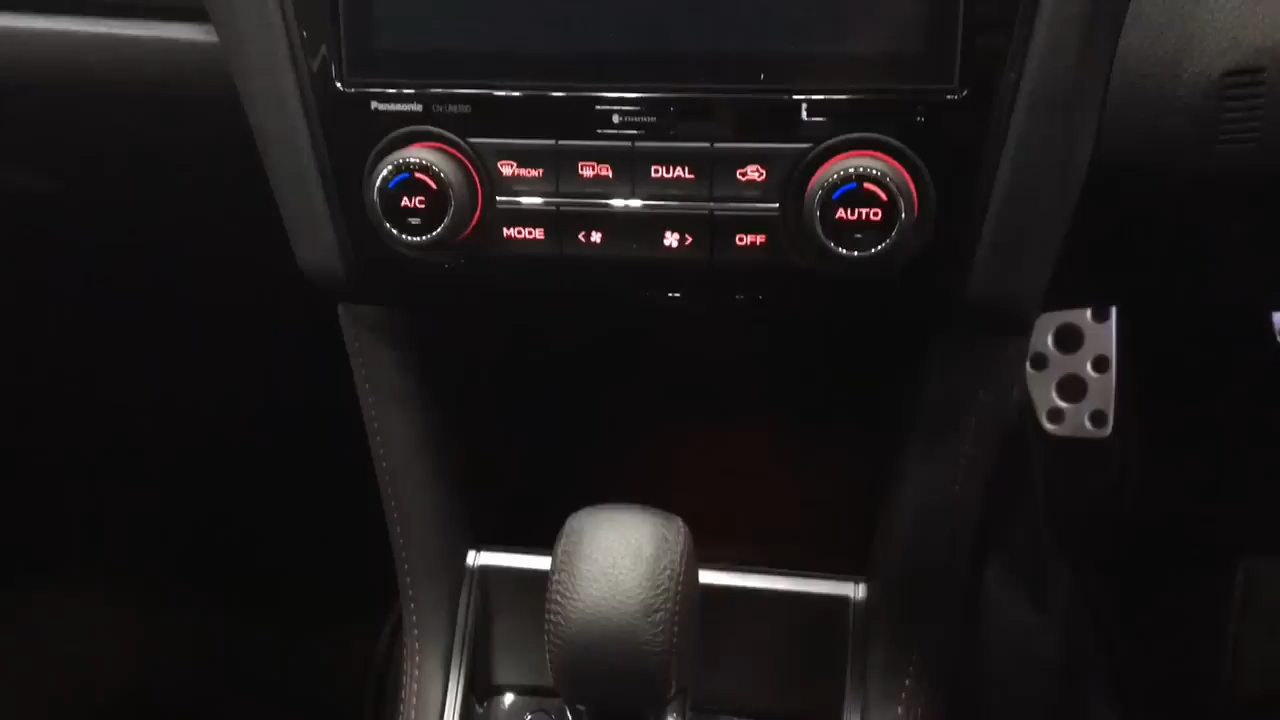 Panasonic
FRONT
DUAL
A/C
AUTO
MODE
<
>
OFF